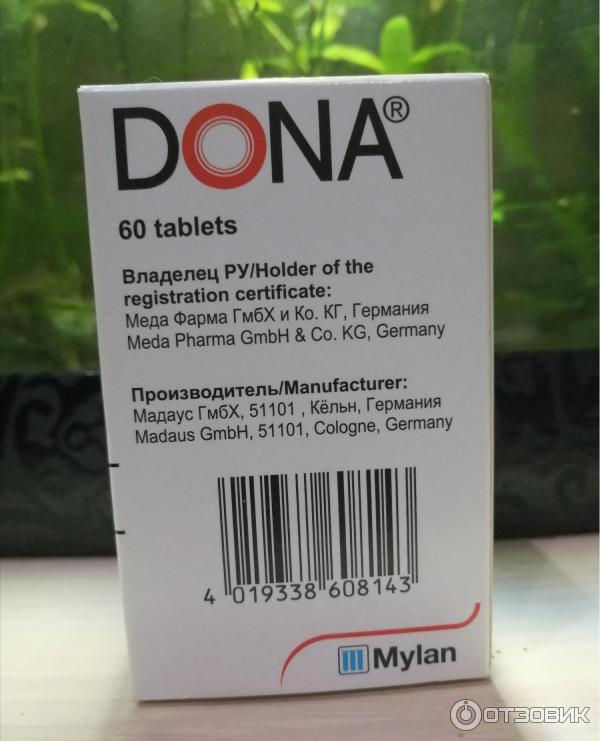 DONA®
60 tablets
Владелец РУ/Holder of the
registration certificate:
Меда Фарма ГмбХ и Ко. КГ, Германия
Meda Pharma GmbH & Co. KG, Germany
Производитель/Manufacturer:
Мадаус ГмбХ, 51101 , Кёльн, Германия
Madaus GmbH, 51101, Cologne, Germany
4 019338 608143
Mylan
ОТЗОВИК